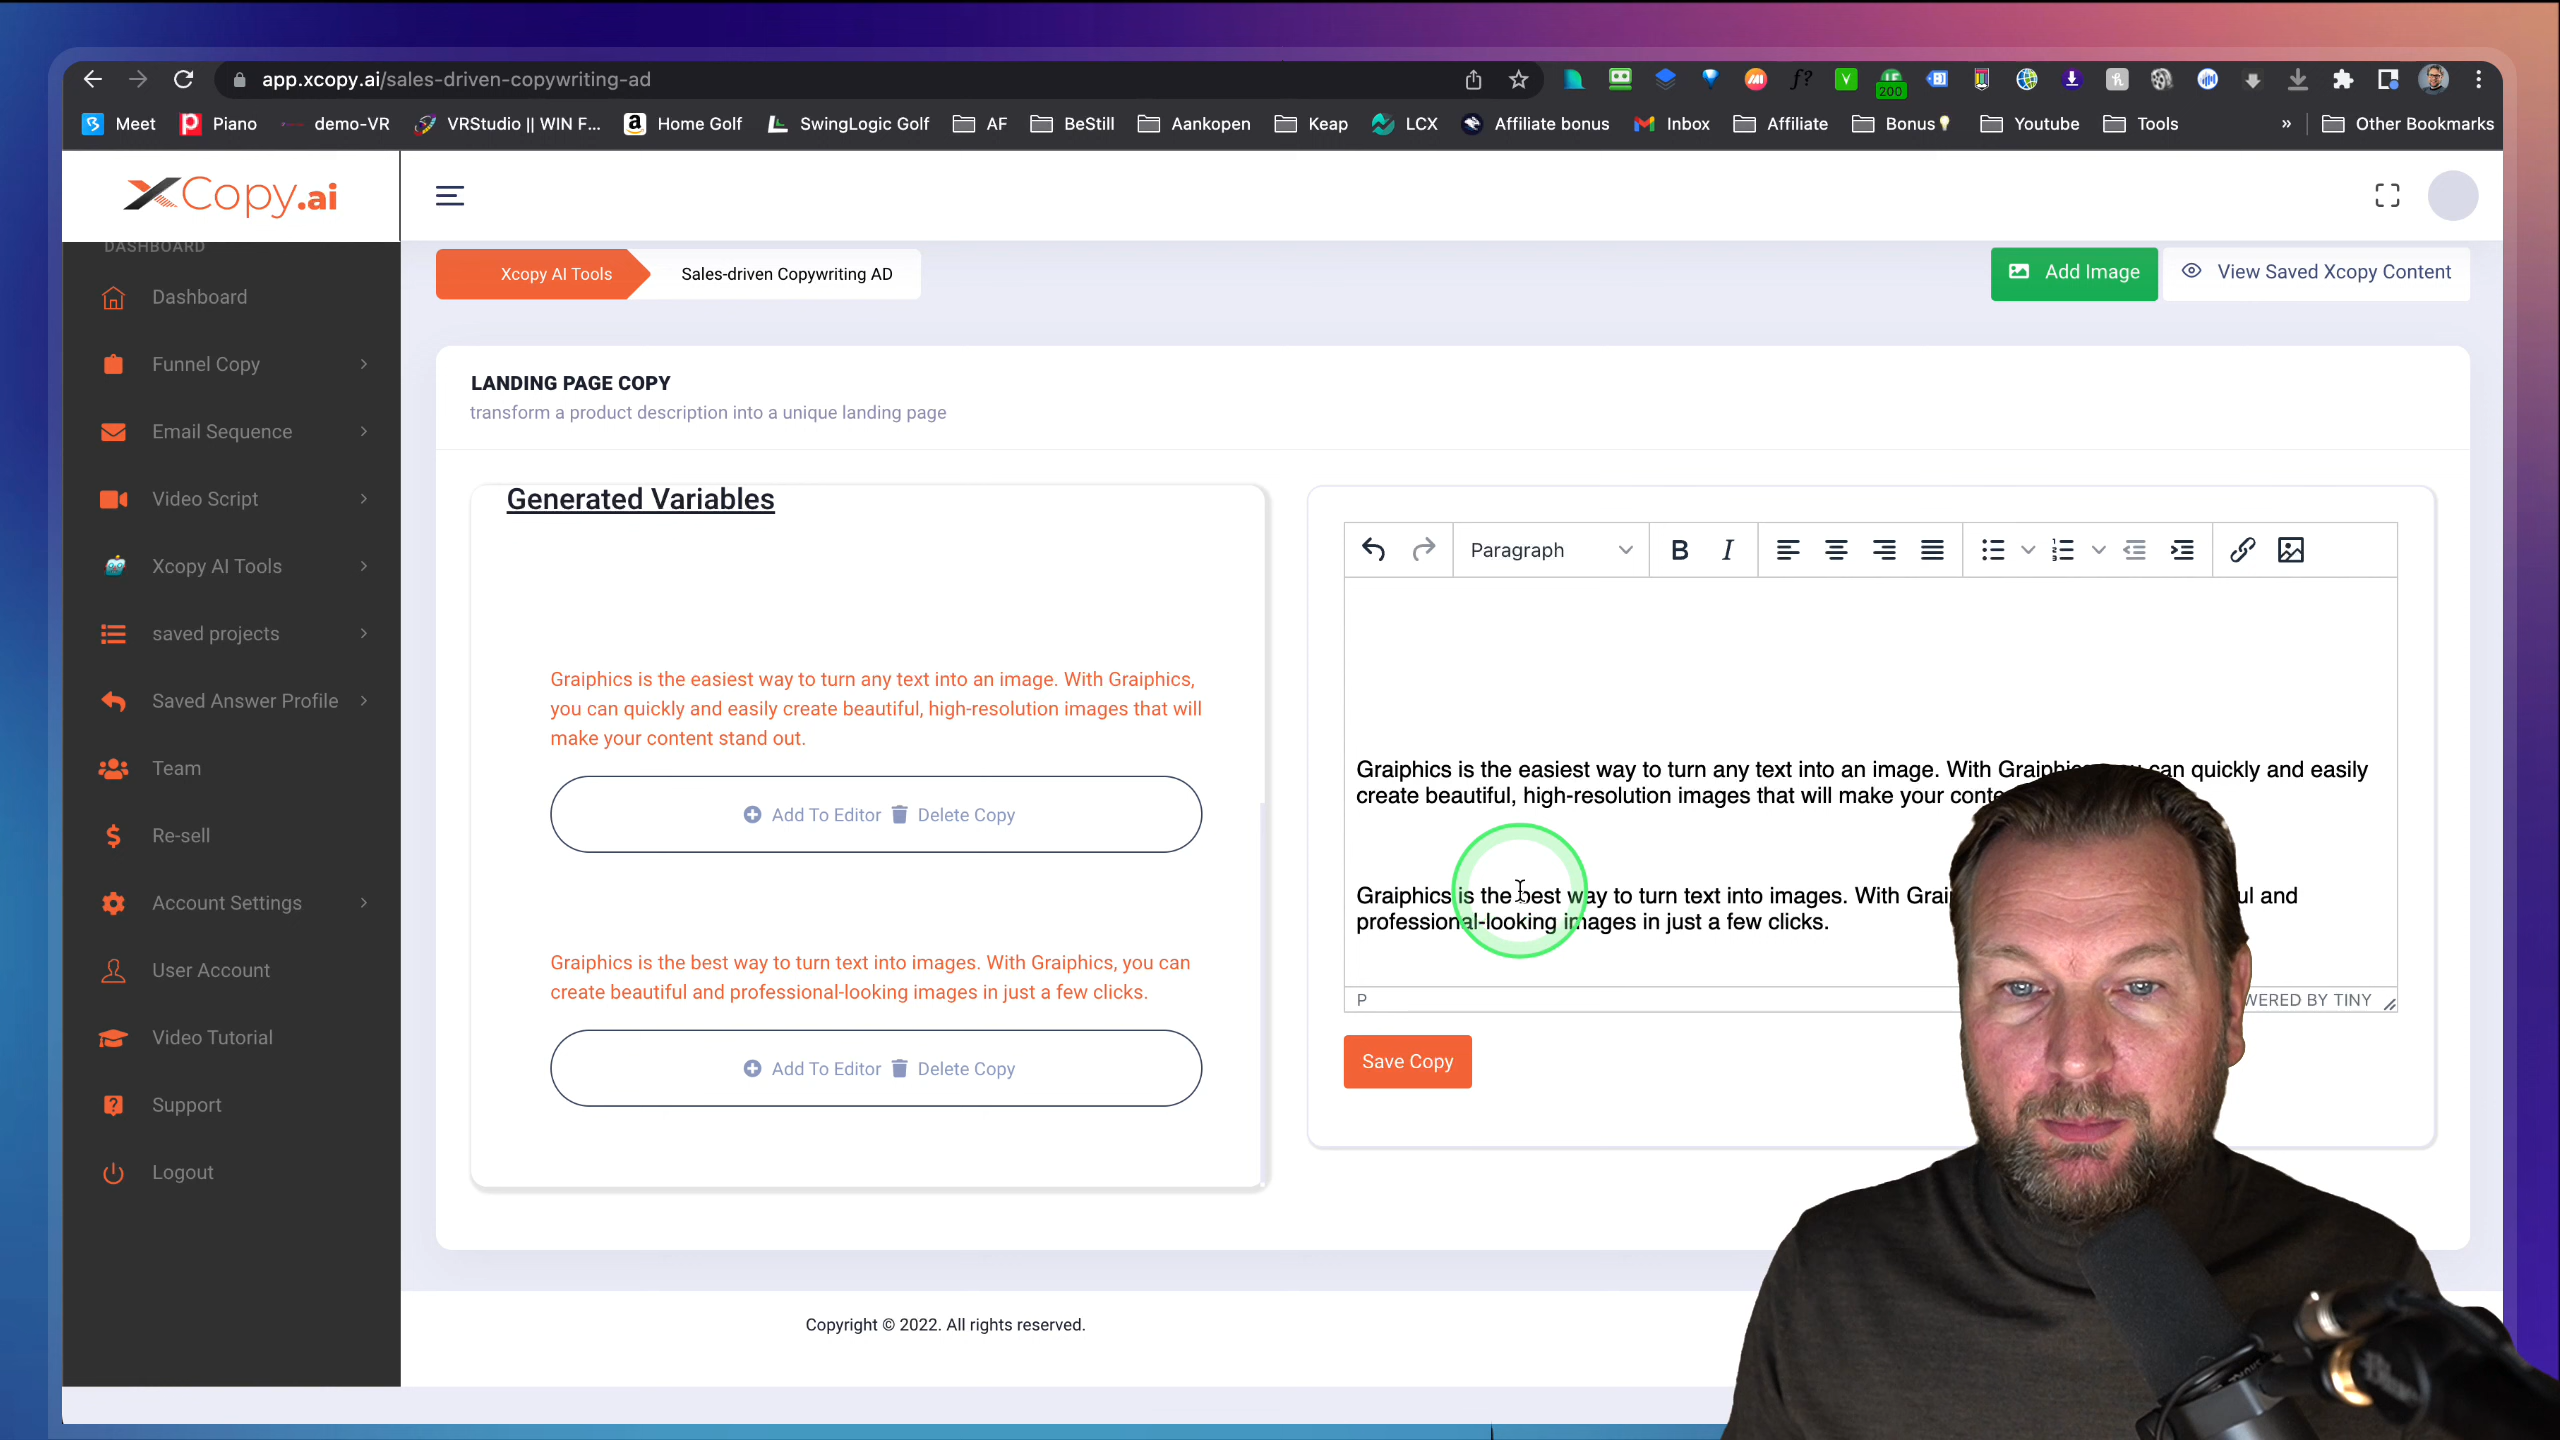 app.xcopy.ai/sales-driven-copywriting-ad
200
Meet
Piano
demo-VR
VRStudio || WIN F...
Home Golf
SwingLogic Golf
AF
BeStill
Aankopen
Keap
LCX
Affiliate bonus
Inbox
Affiliate
Bonus
Youtube
Tools
»
Other Bookmarks
XCopy.ai
DASHBOARD
Dashboard
Funnel Copy
Email Sequence
Video Script
Xcopy AI Tools
saved projects
Saved Answer Profile
Team
Re-sell
Account Settings
User Account
Video Tutorial
Support
Logout
Xcopy AI Tools
Sales-driven Copywriting AD
Add Image
View Saved Xcopy Content
LANDING PAGE COPY
transform a product description into a unique landing page
Generated Variables
Graiphics is the easiest way to turn any text into an image. With Graiphics,
you can quickly and easily create beautiful, high-resolution images that will
make your content stand out.
Add To Editor Delete Copy
Graiphics is the best way to turn text into images. With Graiphics, you can
create beautiful and professional-looking images in just a few clicks.
Add To Editor Delete Copy
Paragraph
B I
Graiphics is the easiest way to turn any text into an image. With Graiphics, you can quickly and easily
create beautiful, high-resolution images that will make your conte
Graiphics is the best way to turn text into images. With Grai ul and
professional-looking images in just a few clicks.
P
WERED BY TINY
Save Copy
Copyright © 2022. All rights reserved.